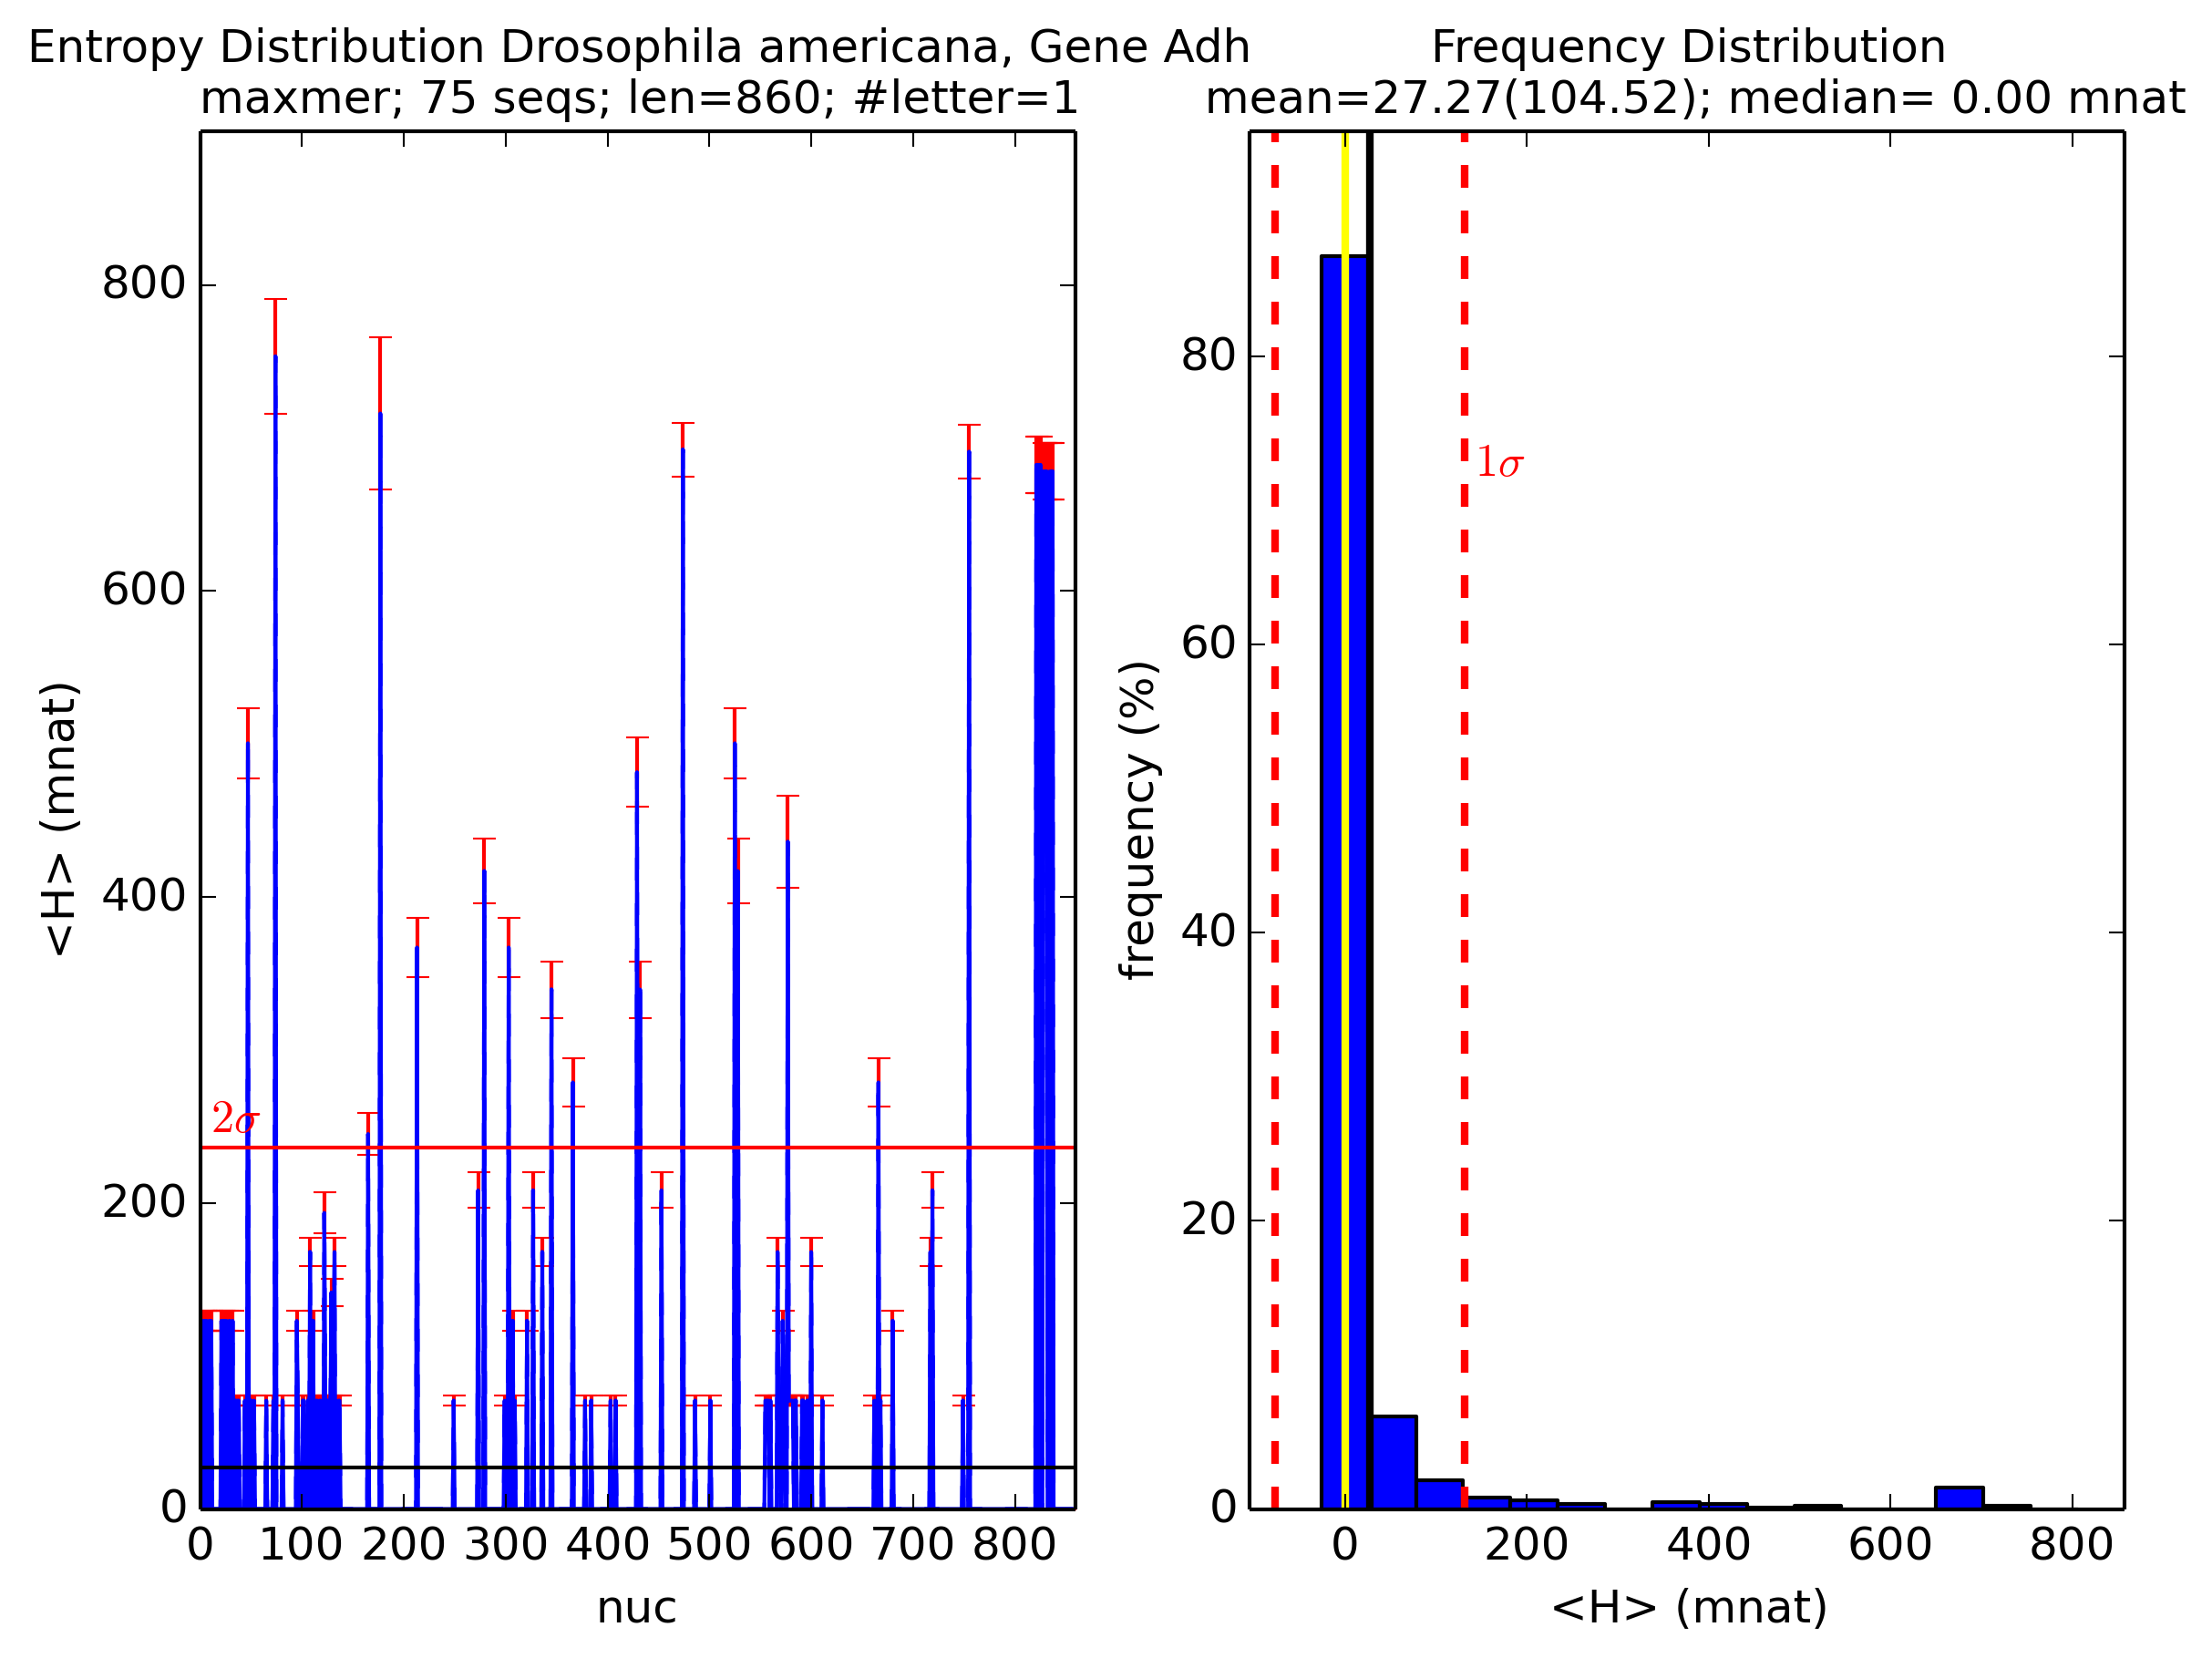 Entropy Distribution Drosophila americana, Gene Adh
maxmer; 75 seqs; len=860; #letter=1
800
600
400
200
0
<H> (mnat)
2σ
0 100 200 300 400 500 600 700 800
nuc
Frequency Distribution
mean=27.27(104.52); median= 0.00 mnat
80
60
40
20
0
frequency (%)
1σ
0 200 400 600 800
<H> (mnat)